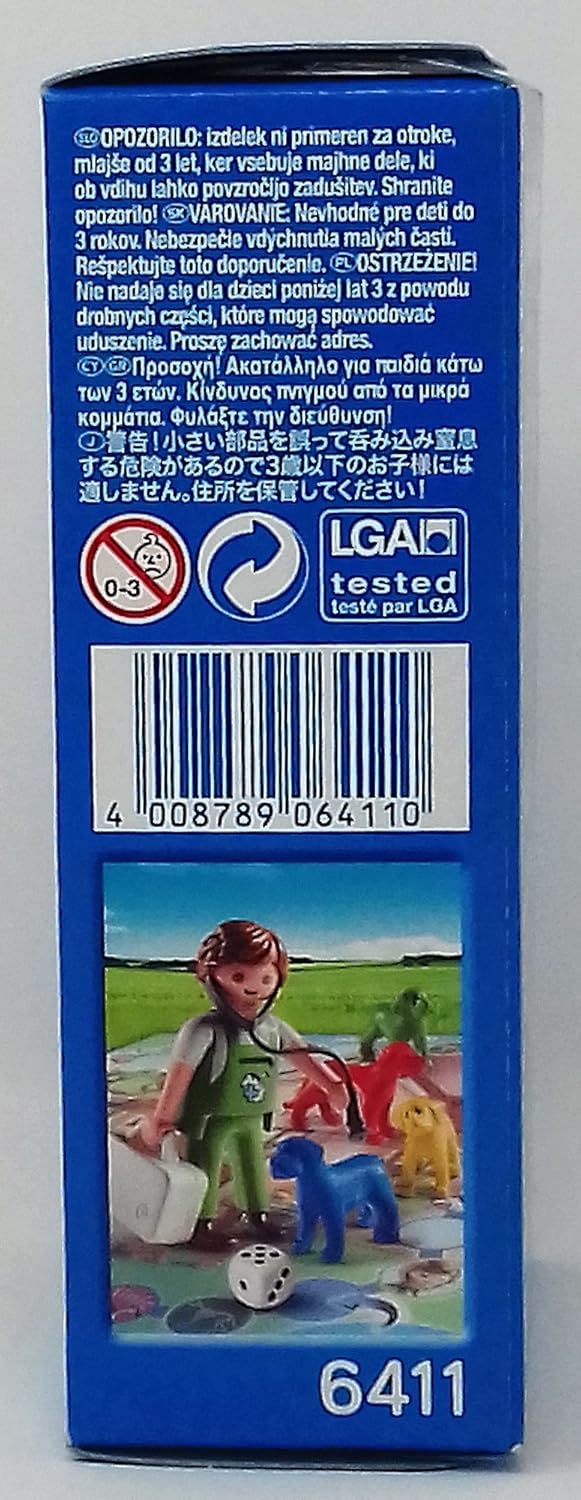 SLO OPOZORILO: izdelek ni primeren za otroke,
mlajše od 3 let, ker vsebuje majhne dele, ki
ob vdihu lahko povzročijo zadušitev. Shranite
opozorilo! SK VAROVANIE: Nevhodné pre deti do
3 rokov. Nebezpečie vdýchnutia malých častí.
Rešpektujte toto doporučenie. PL OSTRZEŻENIE!
Nie nadaje się dla dzieci poniżej lat 3 z powodu
drobnych części, które mogą spowodować
uduszenie. Proszę zachować adres.
CY GR Προσοχή! Ακατάλληλο για παιδιά κάτω
των 3 ετών. Κίνδυνος πνιγμού από τα μικρά
κομμάτια. Φυλάξτε την διεύθυνση!
J 警告!小さい部品を誤って呑み込み窒息
する危険があるので3歳以下のお子様には
適しません。住所を保管してください!
0-3
LGA
tested
testé par LGA
4 008789 064110
6411